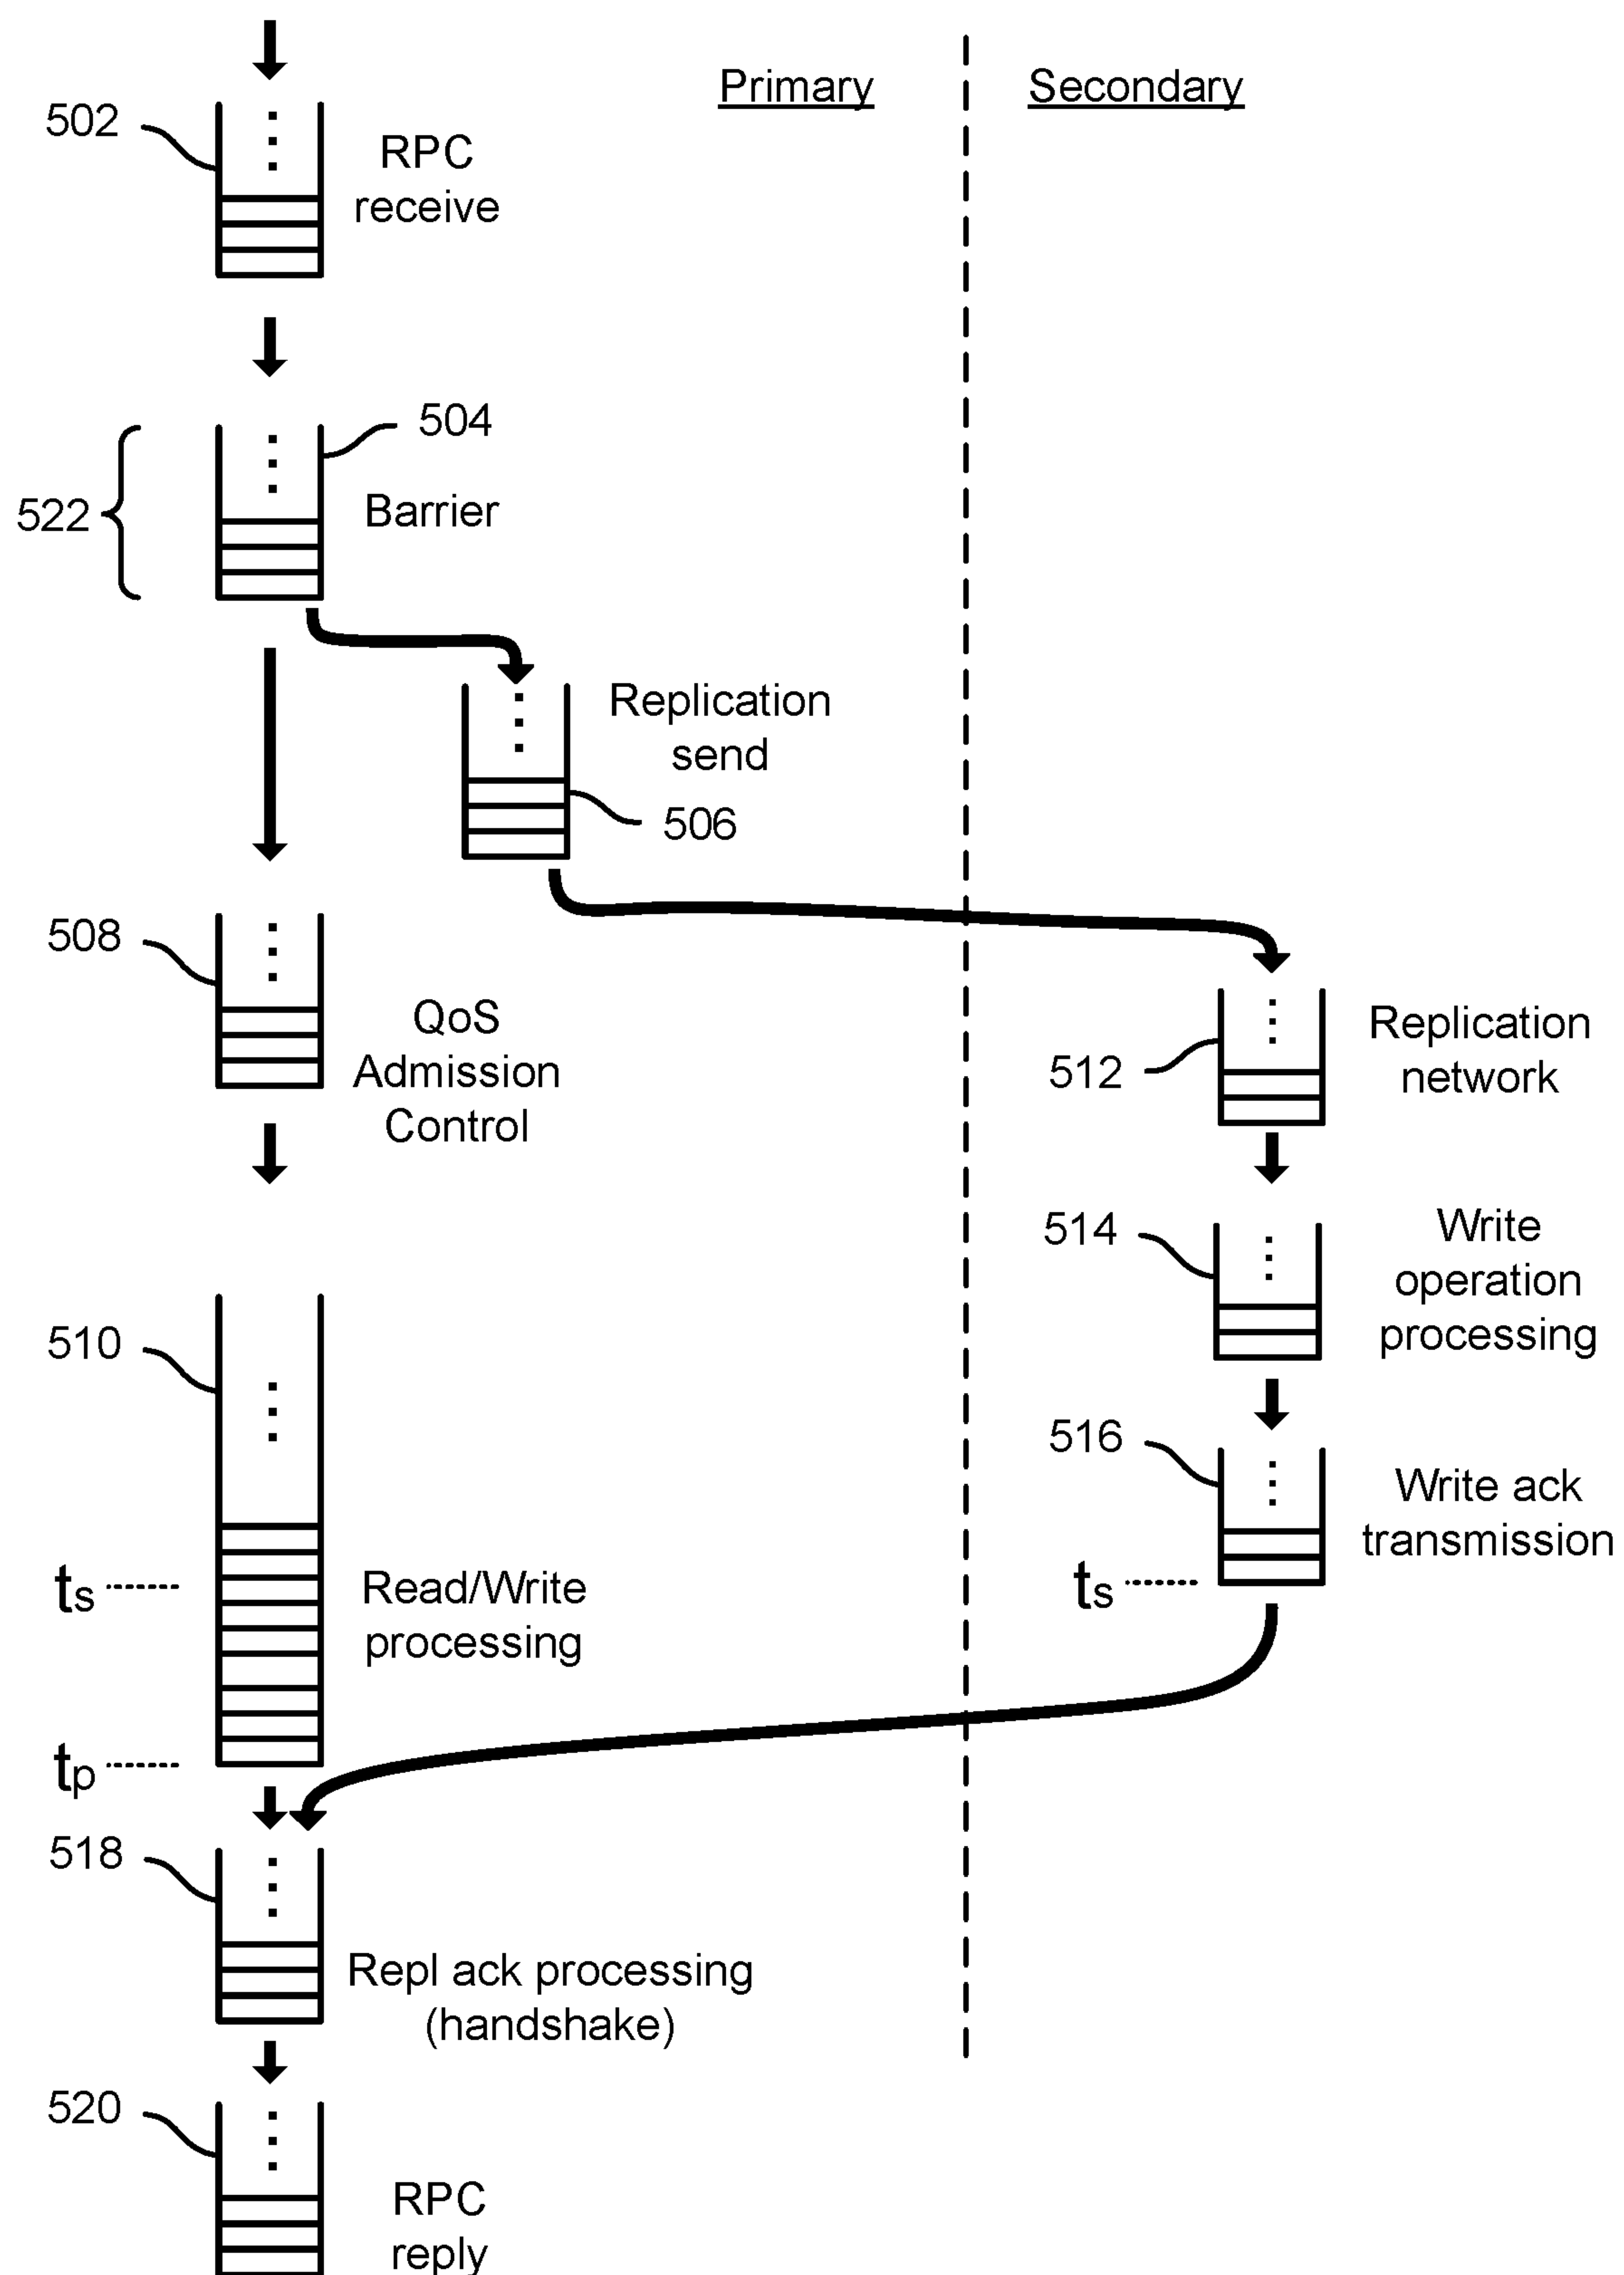 Primary
Secondary
502
RPC
receive
504
522
Barrier
Replication
send
506
508
QoS
Admission
Control
512
Replication
network
514
Write
operation
processing
510
516
Write ack
transmission
ts
Read/Write
processing
ts
tp
518
Repl ack processing
(handshake)
520
RPC
reply